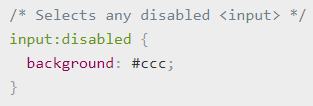 /* Selects any disabled <input> */
input:disabled {
  background: #ccc;
}